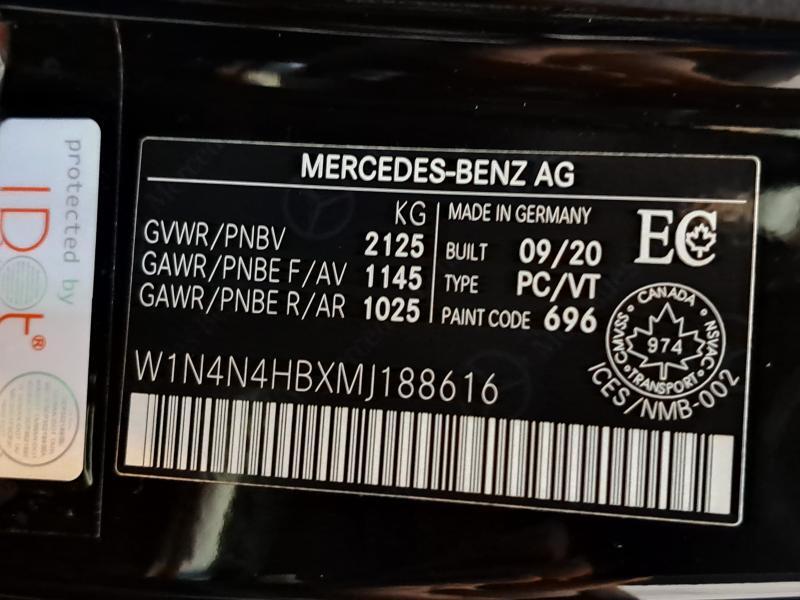 protected by
IDot®
MERCEDES-BENZ AG
KG
GVWR/PNBV 2125
GAWR/PNBE F/AV 1145
GAWR/PNBE R/AR 1025
MADE IN GERMANY
BUILT 09/20
TYPE PC/VT
PAINT CODE 696
EC
CANADA
CMVSS NSVAC
974
TRANSPORT
ICES/NMB-002
W1N4N4HBXMJ188616